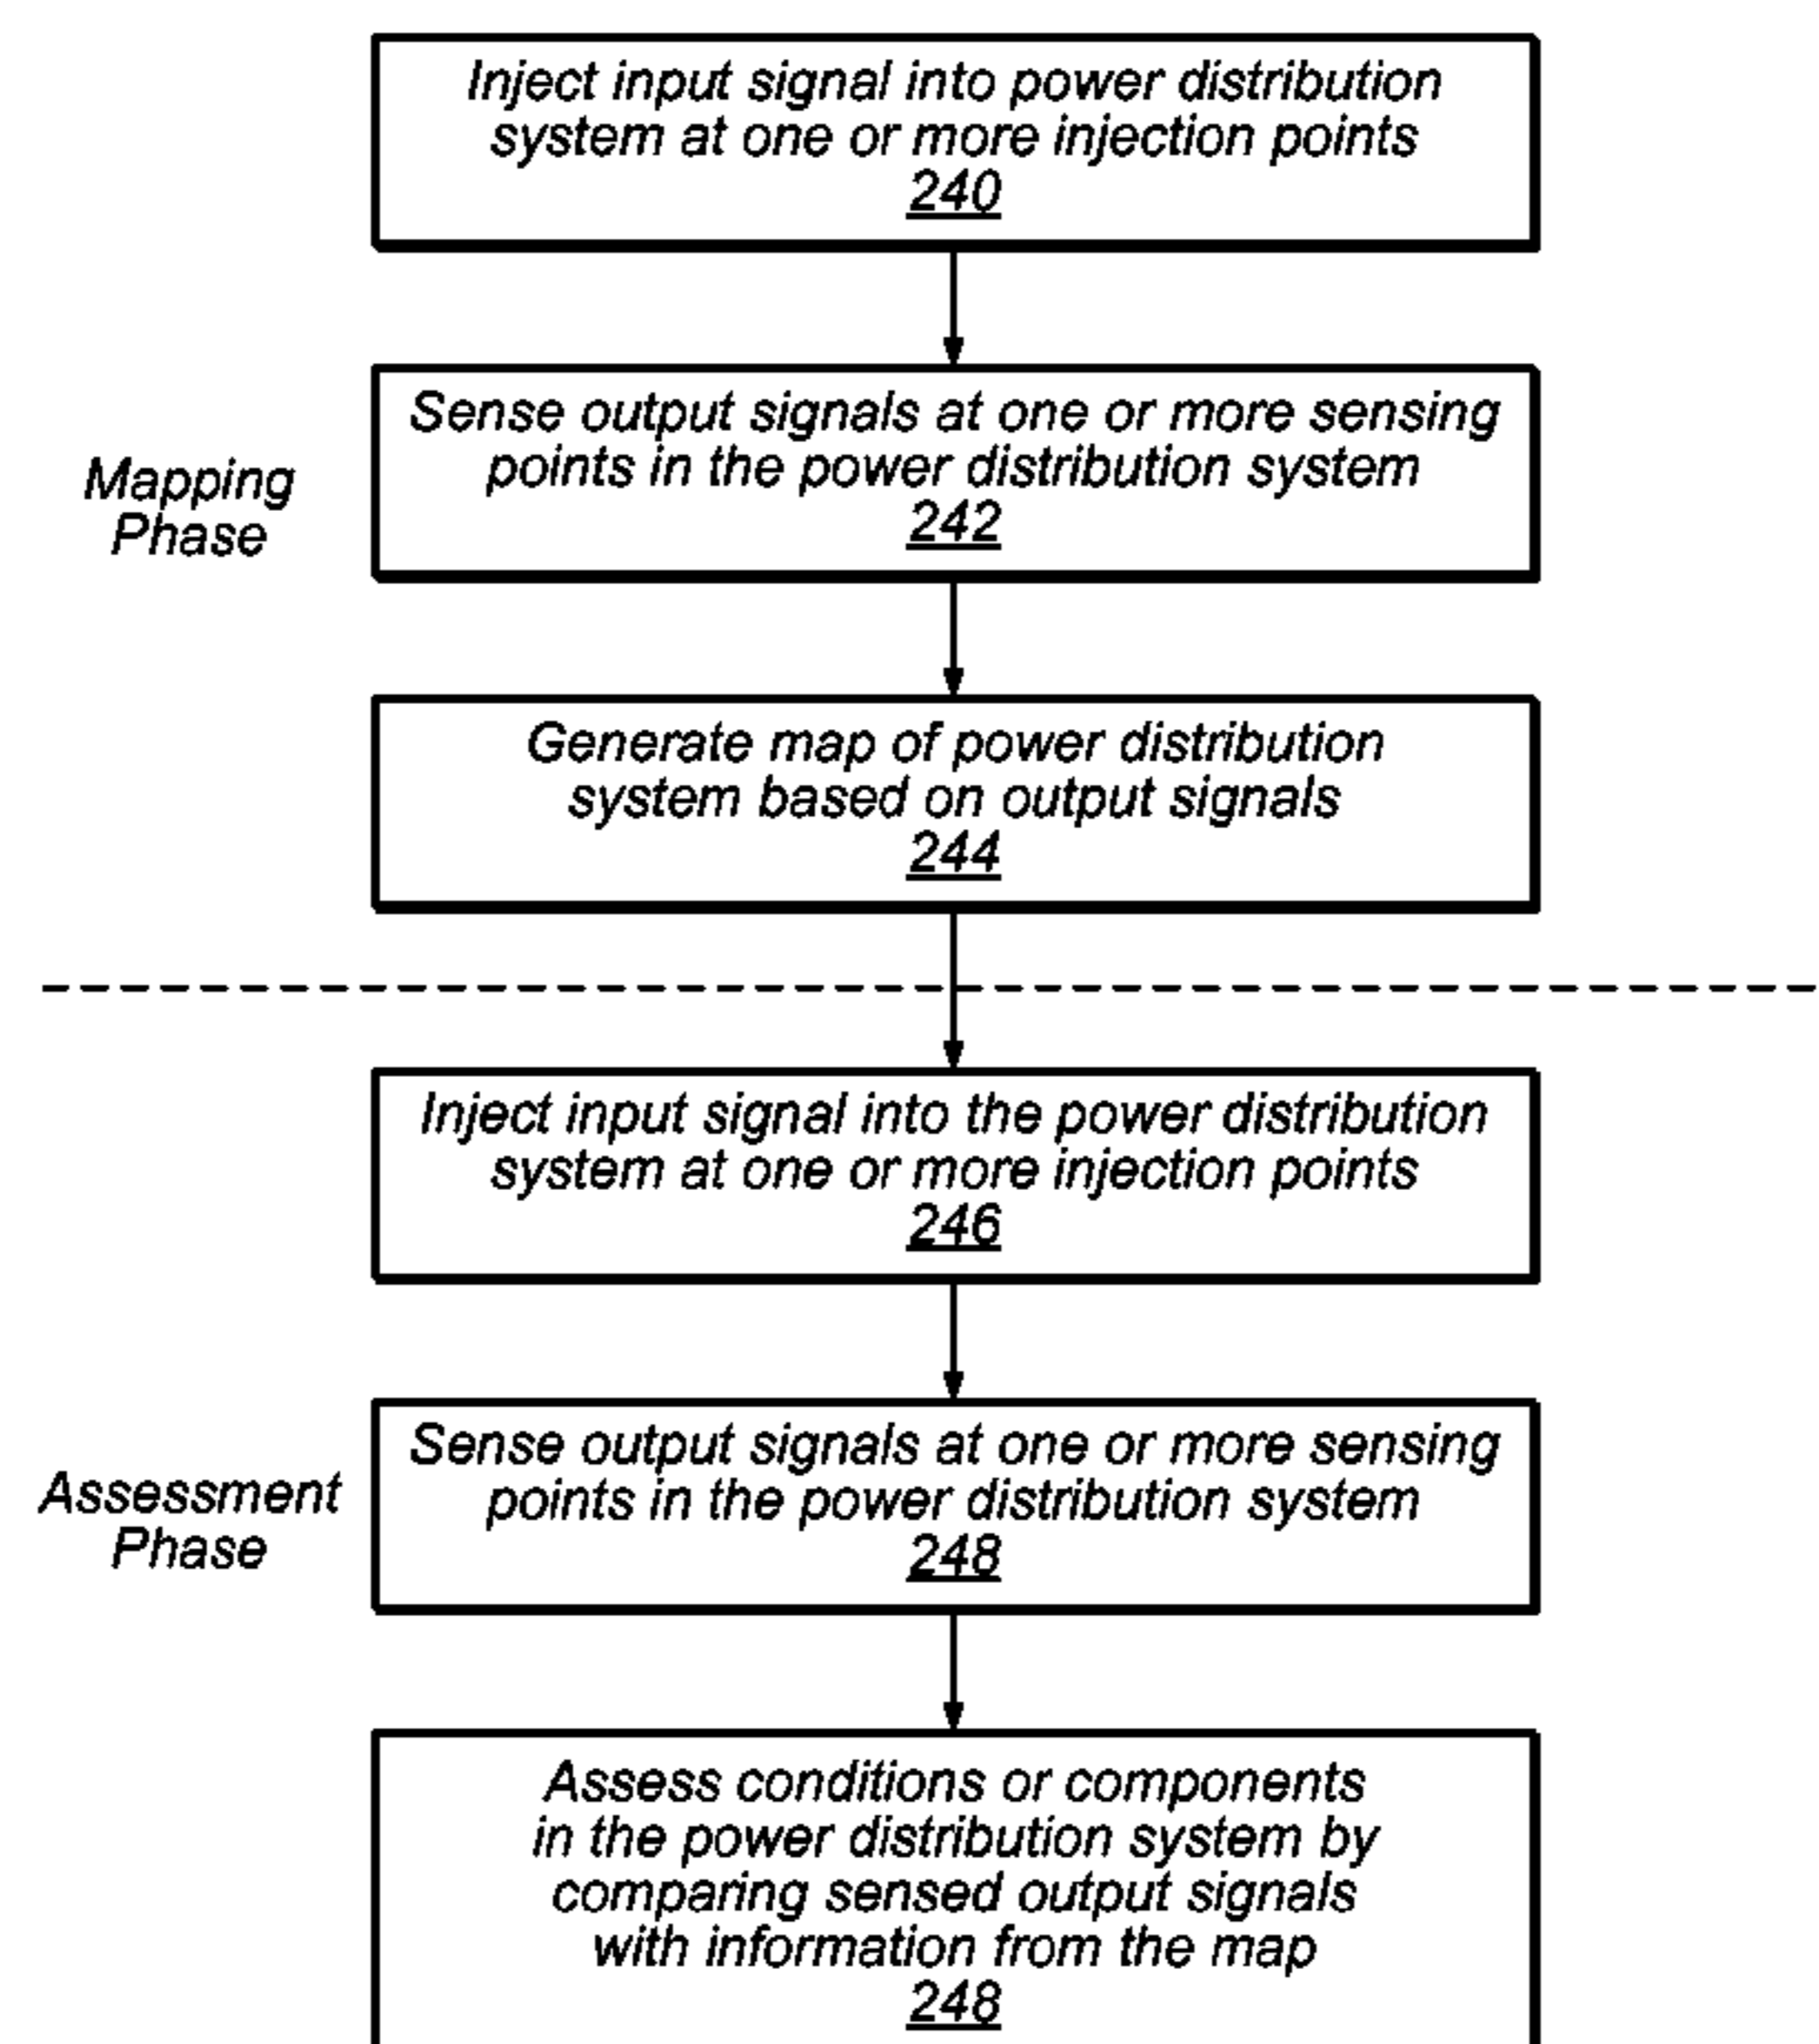 Inject input signal into power distribution
system at one or more injection points
240
Sense output signals at one or more sensing
points in the power distribution system
242
Mapping
Phase
Generate map of power distribution
system based on output signals
244
Inject input signal into the power distribution
system at one or more injection points
246
Sense output signals at one or more sensing
points in the power distribution system
248
Assessment
Phase
Assess conditions or components
in the power distribution system by
comparing sensed output signals
with information from the map
248